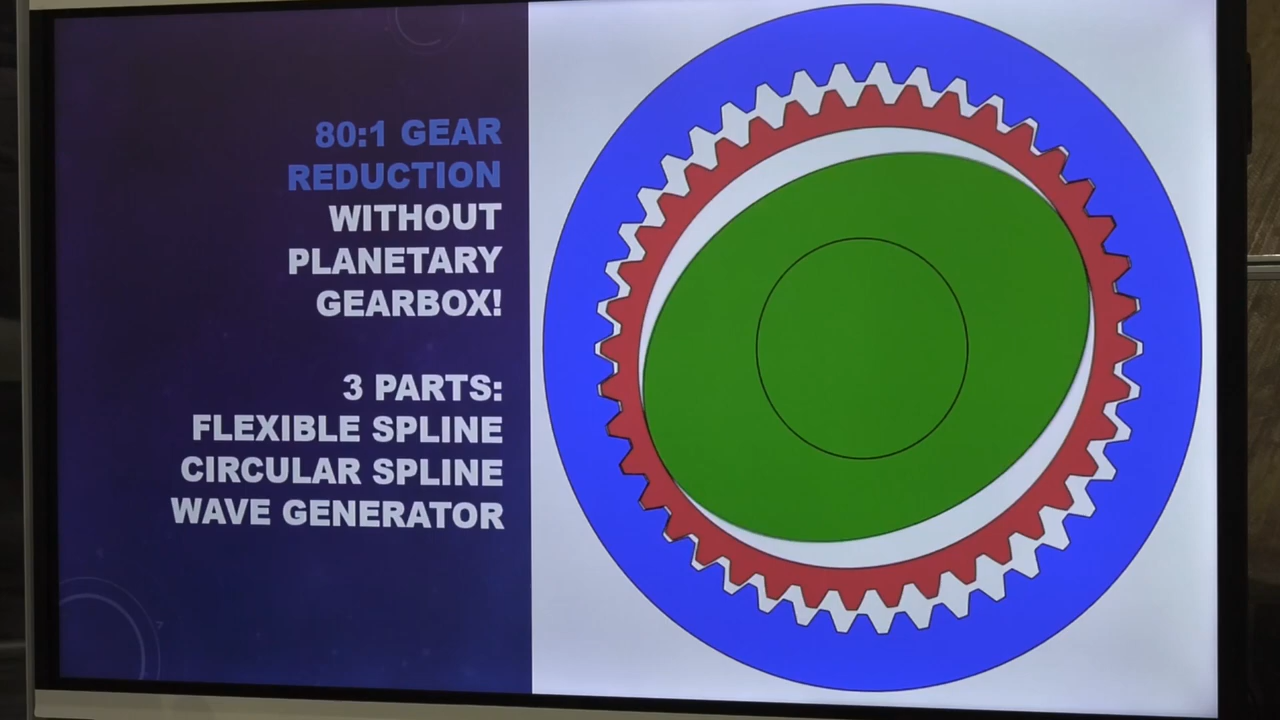 80:1 GEAR
REDUCTION
WITHOUT
PLANETARY
GEARBOX!
3 PARTS:
FLEXIBLE SPLINE
CIRCULAR SPLINE
WAVE GENERATOR